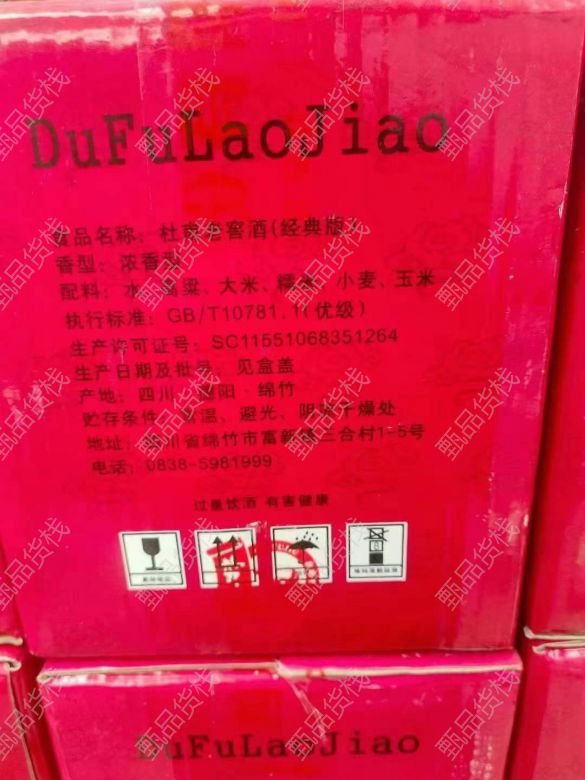 DuFuLaoJiao
食品名称：杜甫老窖酒(经典版)
香型：浓香型
配料：水、高粱、大米、糯米、小麦、玉米
执行标准：GB/T10781.1(优级)
生产许可证号：SC11551068351264
生产日期及批号：见盒盖
产地：四川·德阳·绵竹
贮存条件：常温、避光、阴凉干燥处
地址：四川省绵竹市富新镇三合村1-5号
电话：0838-5981999
过量饮酒 有害健康
DuFuLaoJiao
甄品货栈